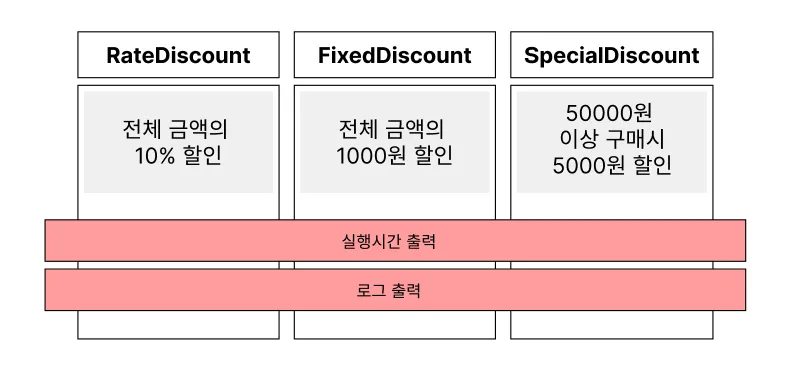 RateDiscount
FixedDiscount
SpecialDiscount
전체 금액의
10% 할인
전체 금액의
1000원 할인
50000원
이상 구매시
5000원 할인
실행시간 출력
로그 출력